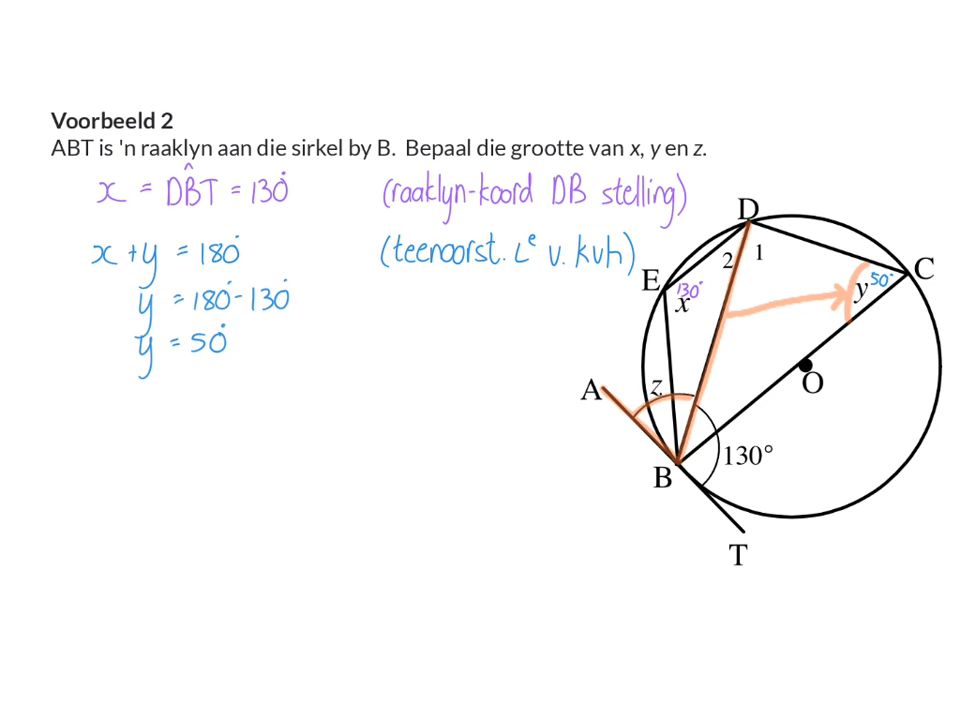 Voorbeeld 2
ABT is 'n raaklyn aan die sirkel by B. Bepaal die grootte van x, y en z.
x = DB̂T = 130° (raaklyn-koord DB stelling)
x + y = 180° (teenoorst. ∠ᵉ v. kvh)
y = 180° - 130°
y = 50°
D
2
1
E
130°
x
C
y
50°
O
A
z
B
130°
T